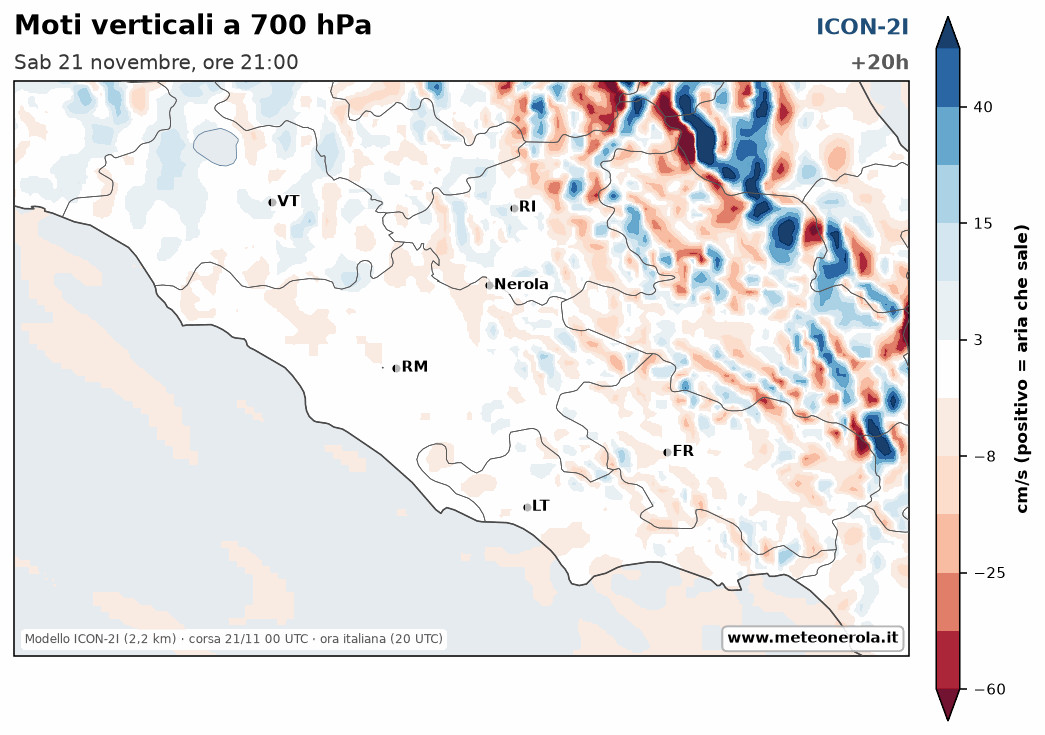 Moti verticali a 700 hPa
ICON-2I
Sab 21 novembre, ore 21:00
+20h
VT
RI
Nerola
RM
FR
LT
40
15
3
−8
−25
−60
cm/s (positivo = aria che sale)
Modello ICON-2I (2,2 km) · corsa 21/11 00 UTC · ora italiana (20 UTC)
www.meteonerola.it